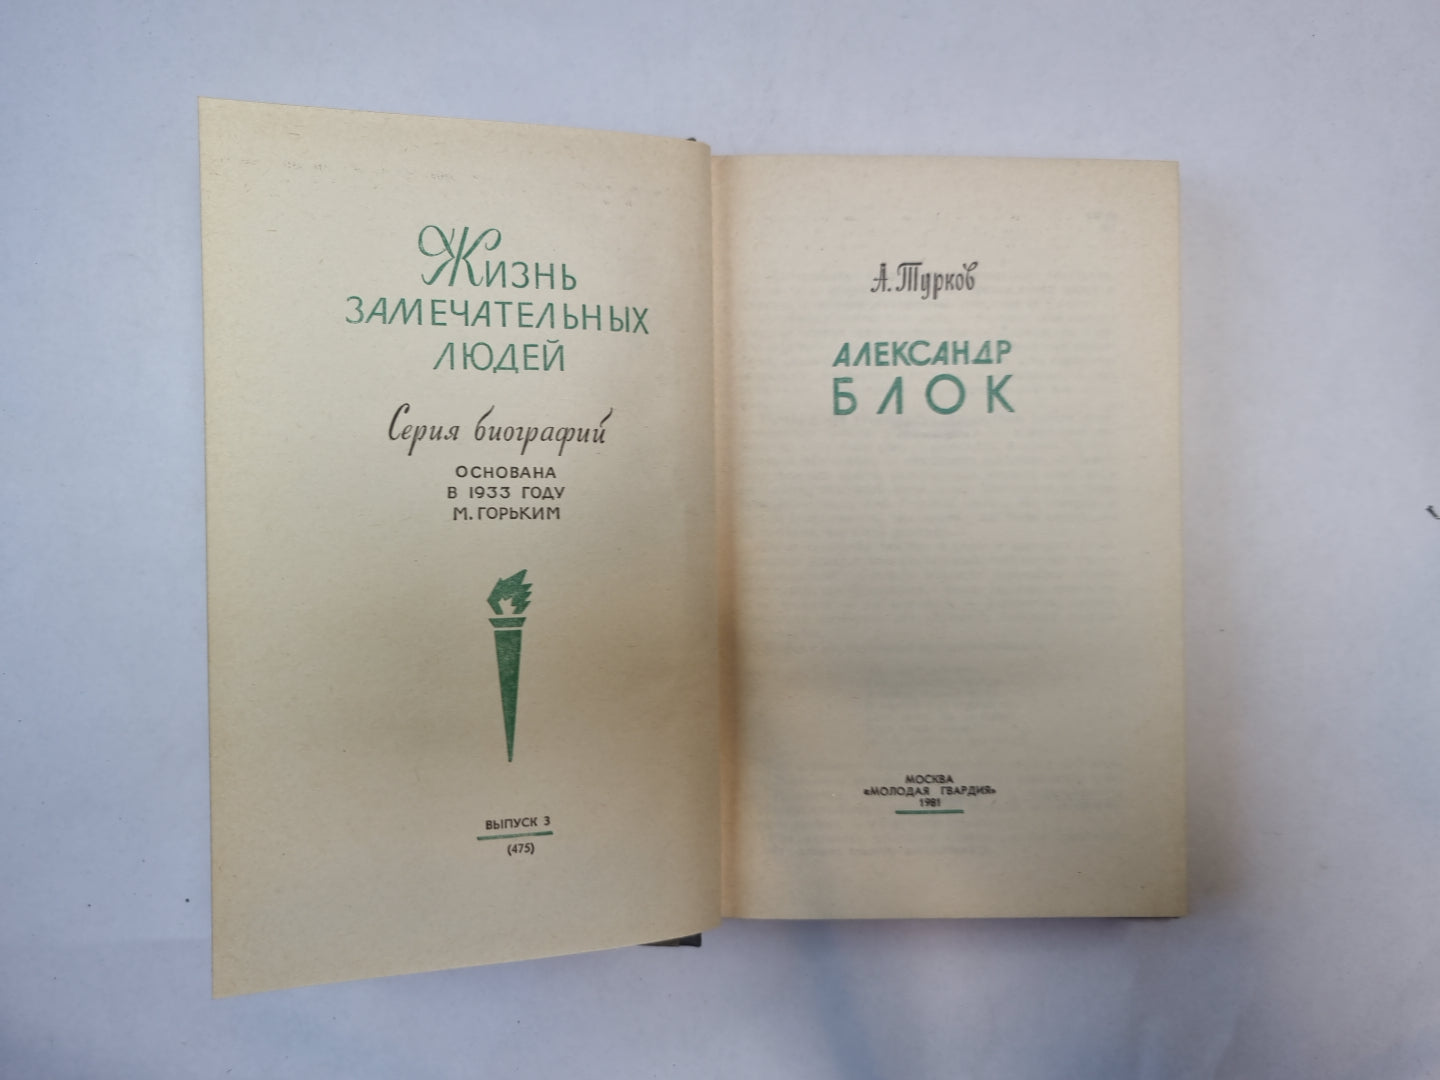 Жизнь
ЗАМЕЧАТЕЛЬНЫХ
ЛЮДЕЙ
Серия биографий
ОСНОВАНА
В 1933 ГОДУ
М. ГОРЬКИМ
ВЫПУСК 3
(475)
А. Турков
АЛЕКСАНДР
БЛОК
МОСКВА
«МОЛОДАЯ ГВАРДИЯ»
1981